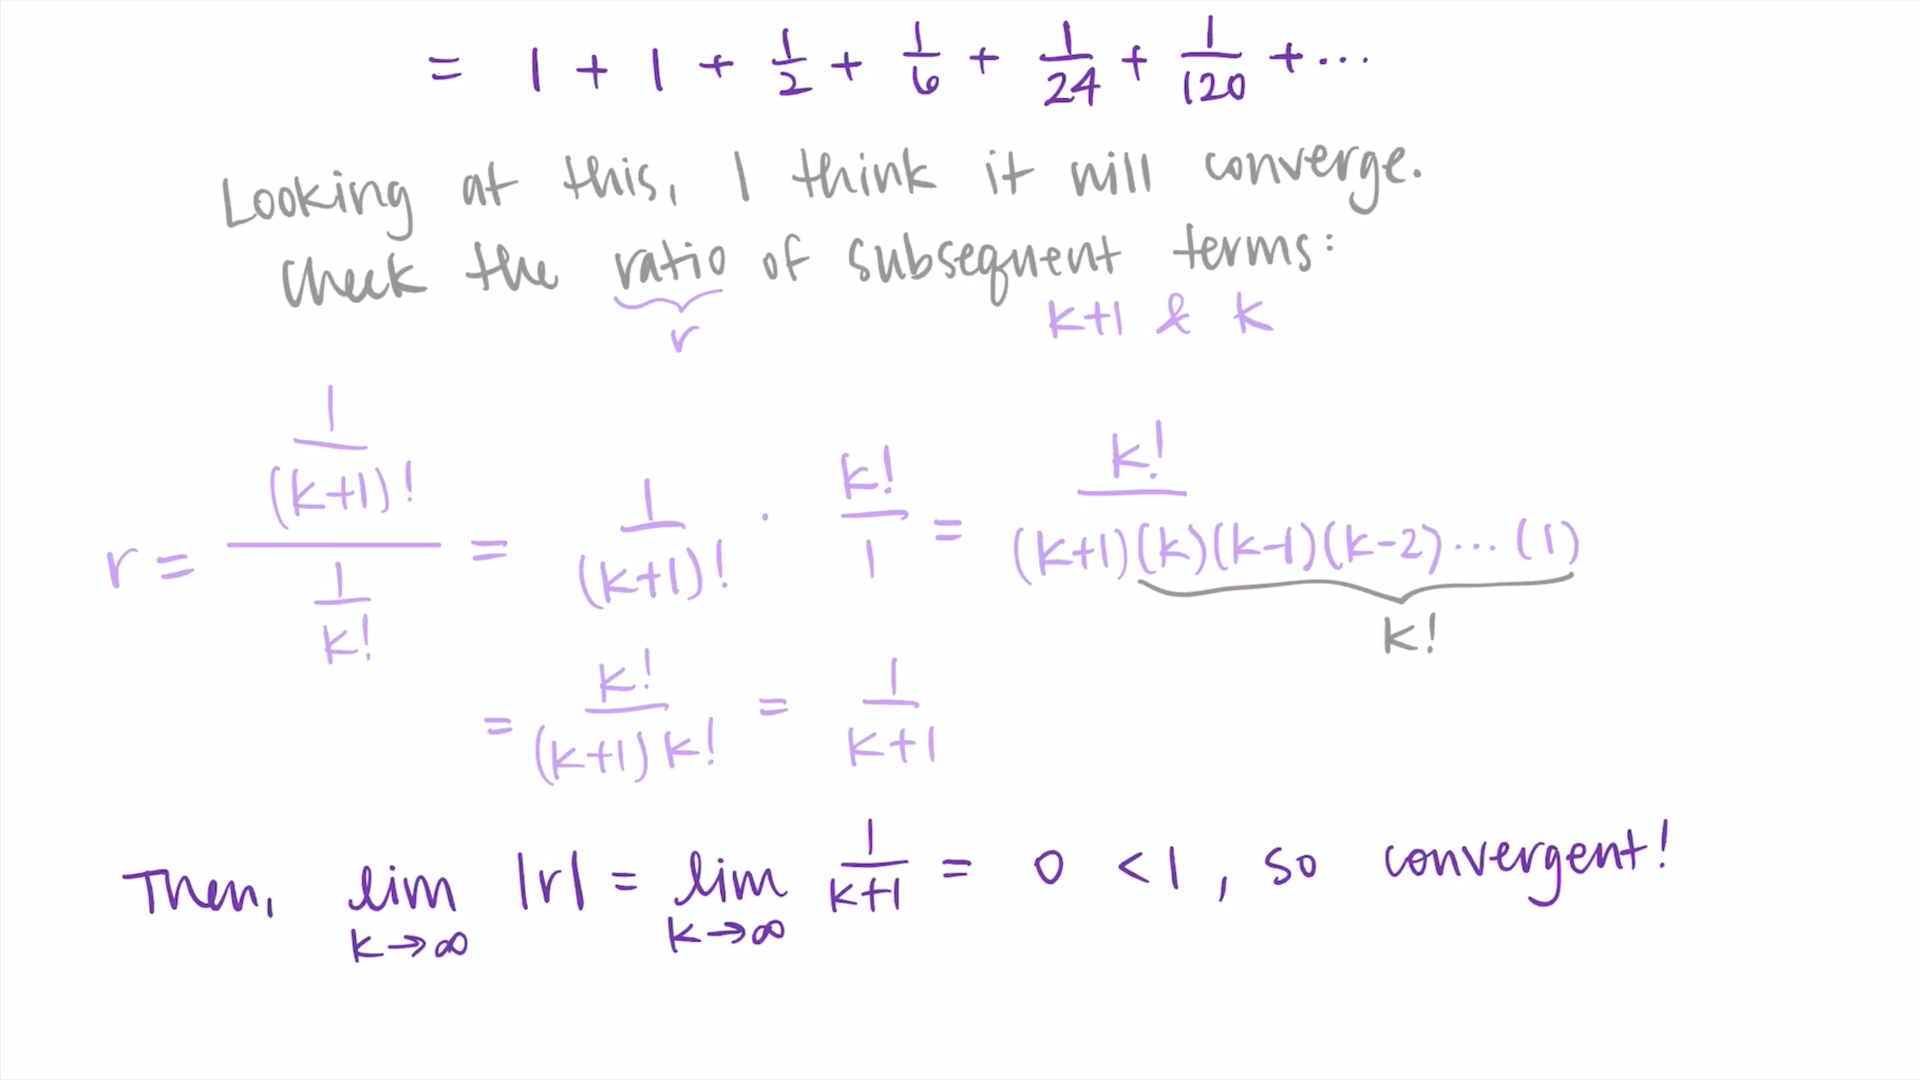 = 1 + 1 + 1/2 + 1/6 + 1/24 + 1/120 + ...
Looking at this, I think it will converge.
Check the ratio of subsequent terms:
r k+1 & k
r = (1/(k+1)!)/(1/k!) = 1/(k+1)! · k!/1 = k!/((k+1)(k)(k-1)(k-2)...(1))
k!
= k!/((k+1)k!) = 1/(k+1)
Then, lim k→∞ |r| = lim k→∞ 1/(k+1) = 0 < 1, so convergent!